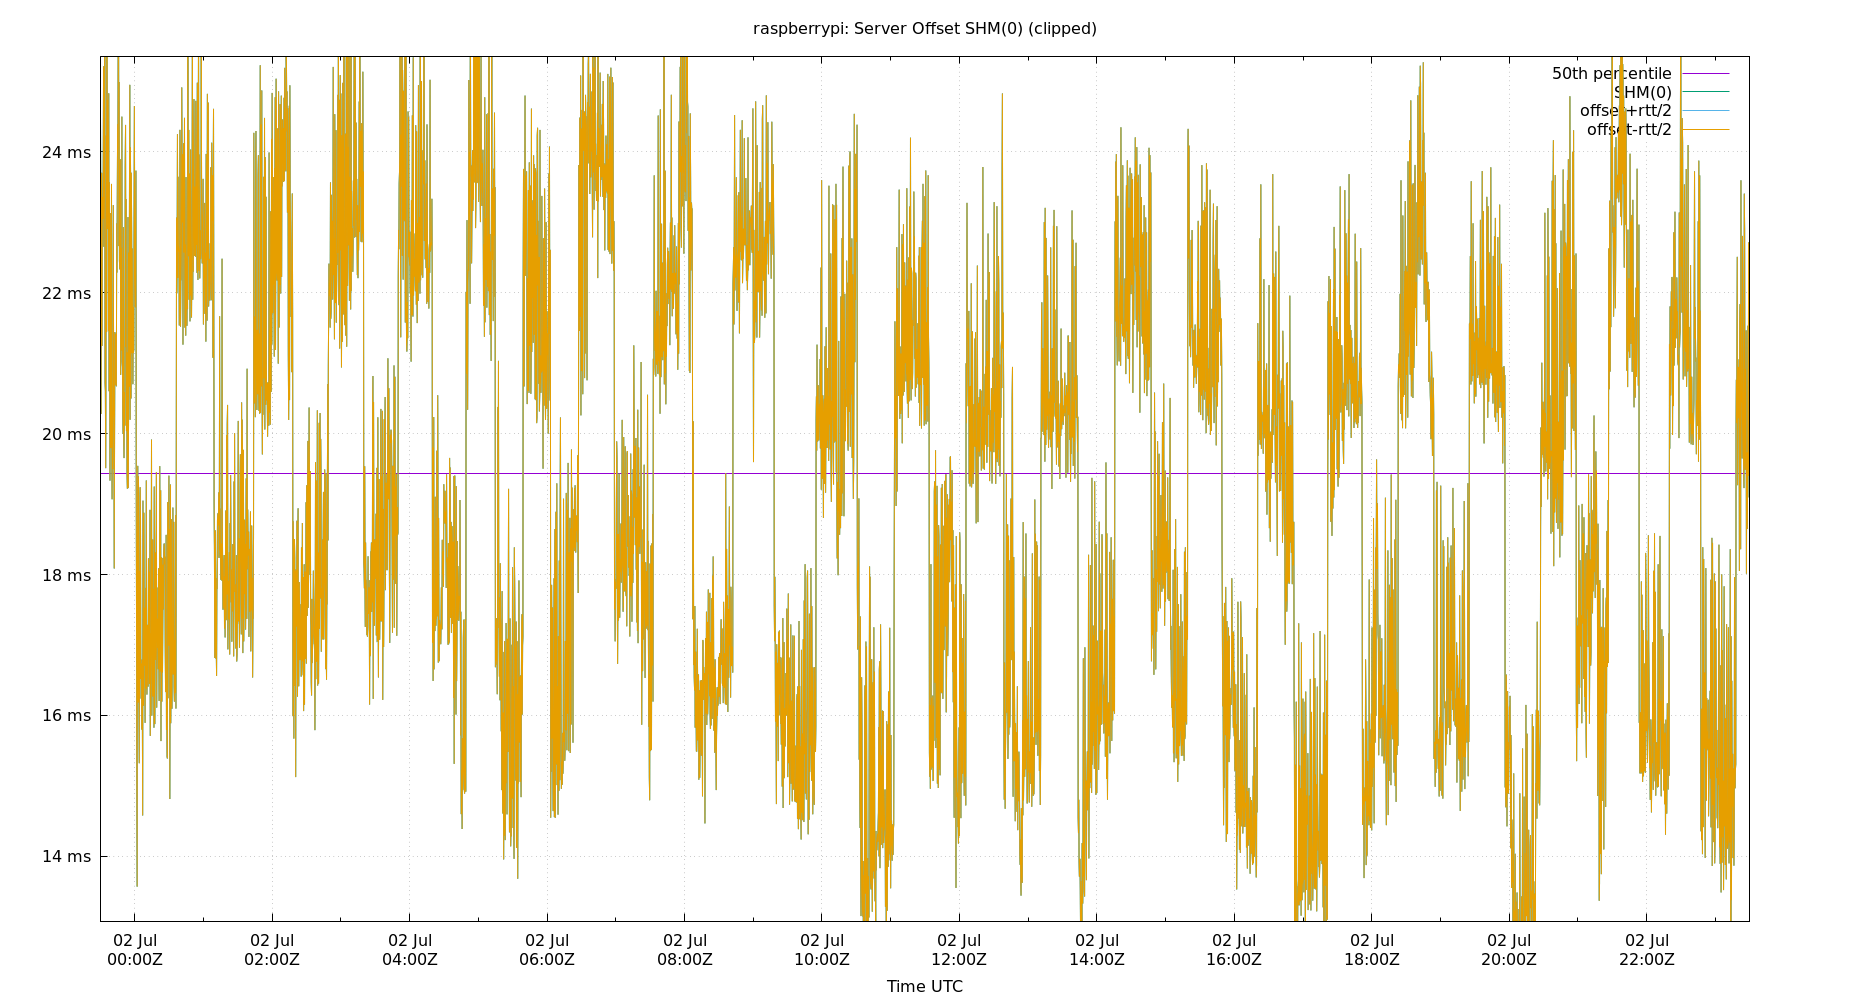 raspberrypi: Server Offset SHM(0) (clipped)
50th percentile
SHM(0)
offset+rtt/2
offset-rtt/2
24 ms
22 ms
20 ms
18 ms
16 ms
14 ms
02 Jul 02 Jul 02 Jul 02 Jul 02 Jul 02 Jul 02 Jul 02 Jul 02 Jul 02 Jul 02 Jul 02 Jul
00:00Z 02:00Z 04:00Z 06:00Z 08:00Z 10:00Z 12:00Z 14:00Z 16:00Z 18:00Z 20:00Z 22:00Z
Time UTC